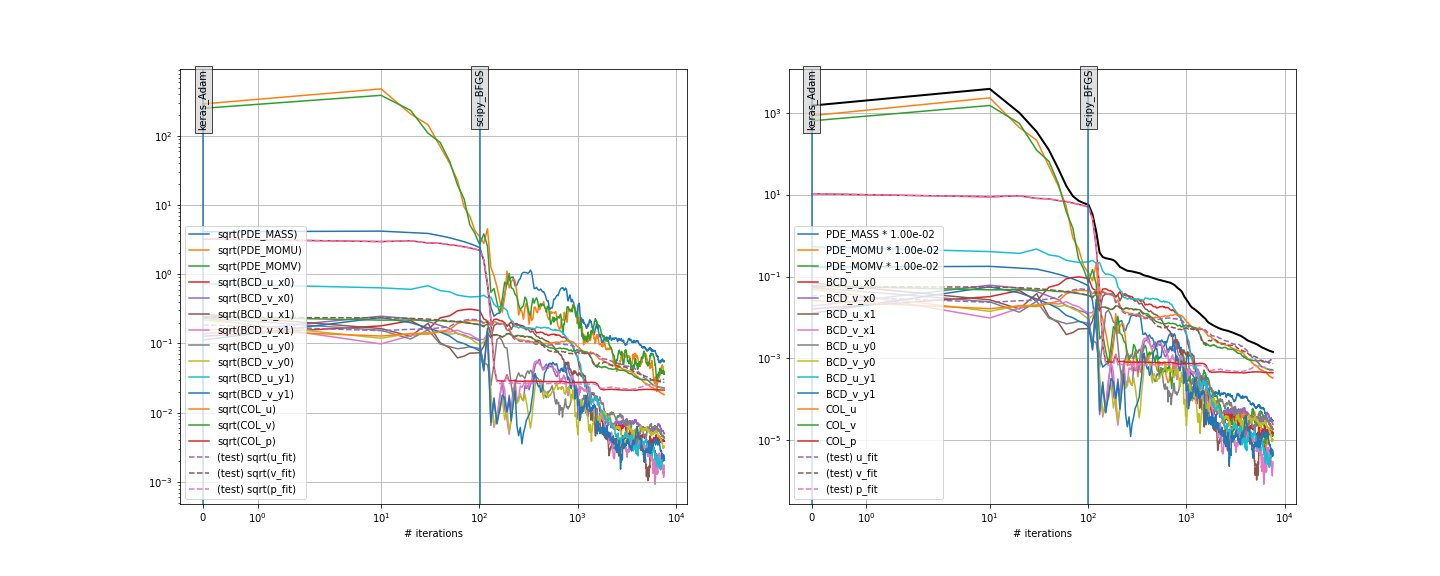 keras_Adam
scipy_BFGS
10²
10¹
10⁰
10⁻¹
10⁻²
10⁻³
sqrt(PDE_MASS)
sqrt(PDE_MOMU)
sqrt(PDE_MOMV)
sqrt(BCD_u_x0)
sqrt(BCD_v_x0)
sqrt(BCD_u_x1)
sqrt(BCD_v_x1)
sqrt(BCD_u_y0)
sqrt(BCD_v_y0)
sqrt(BCD_u_y1)
sqrt(BCD_v_y1)
sqrt(COL_u)
sqrt(COL_v)
sqrt(COL_p)
(test) sqrt(u_fit)
(test) sqrt(v_fit)
(test) sqrt(p_fit)
0 10⁰ 10¹ 10² 10³ 10⁴
# iterations
keras_Adam
scipy_BFGS
10³
10¹
10⁻¹
10⁻³
10⁻⁵
PDE_MASS * 1.00e-02
PDE_MOMU * 1.00e-02
PDE_MOMV * 1.00e-02
BCD_u_x0
BCD_v_x0
BCD_u_x1
BCD_v_x1
BCD_u_y0
BCD_v_y0
BCD_u_y1
BCD_v_y1
COL_u
COL_v
COL_p
(test) u_fit
(test) v_fit
(test) p_fit
0 10⁰ 10¹ 10² 10³ 10⁴
# iterations